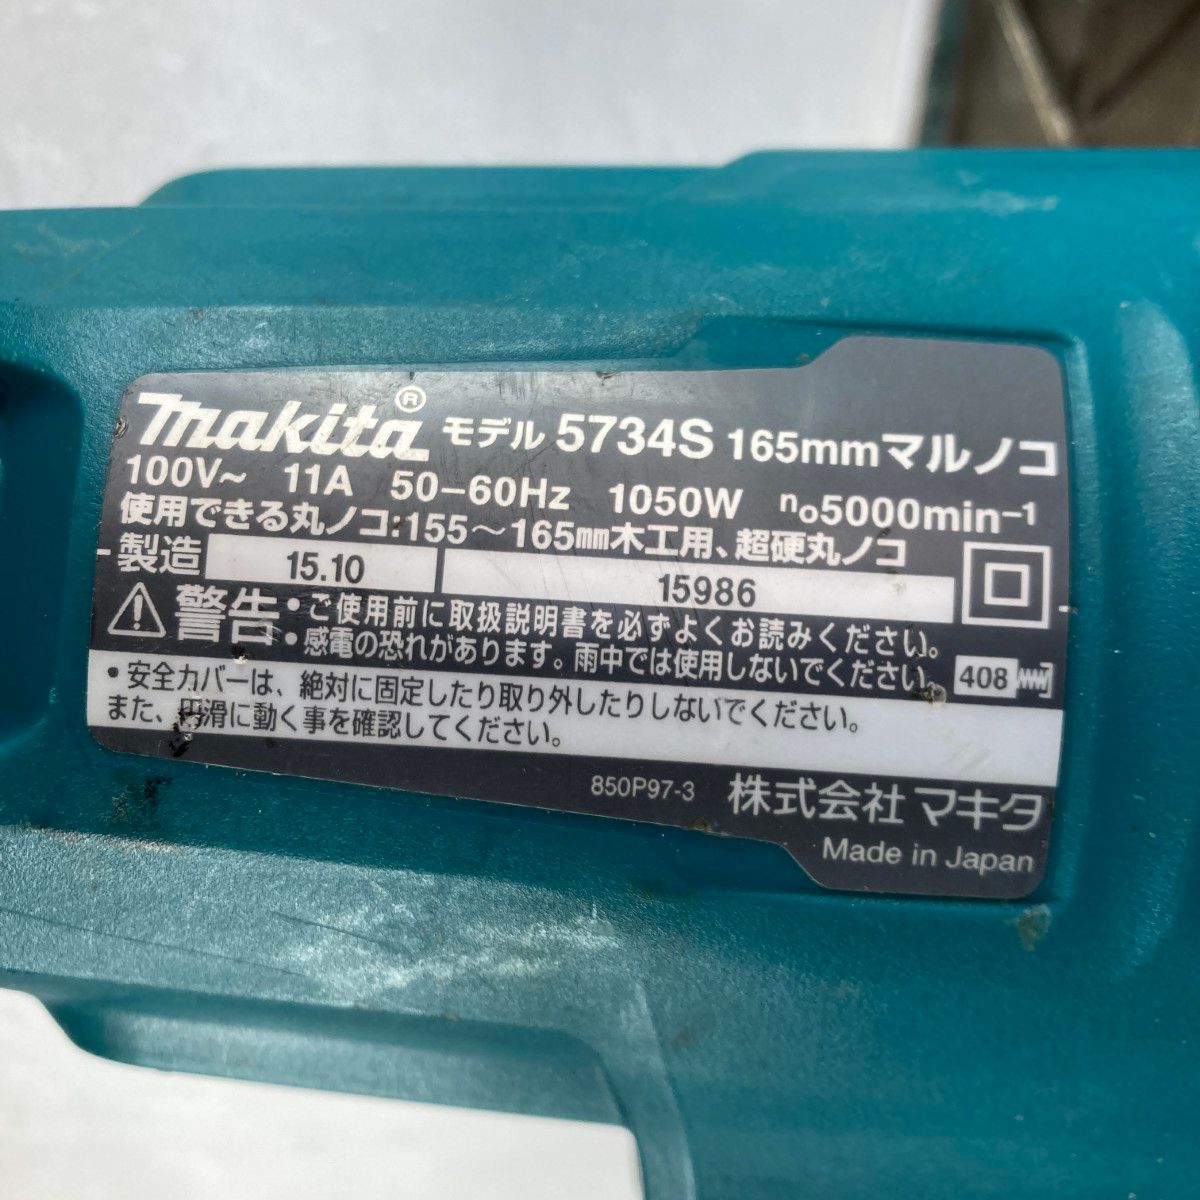 makita® モデル 5734S 165mmマルノコ
100V~ 11A 50-60Hz 1050W no5000min-1
使用できる丸ノコ:155~165mm木工用、超硬丸ノコ
製造 15.10 15986
警告 •ご使用前に取扱説明書を必ずよくお読みください。
•感電の恐れがあります。雨中では使用しないでください。 408
•安全カバーは、絶対に固定したり取り外したりしないでください。
また、円滑に動く事を確認してください。
850P97-3 株式会社マキタ
Made in Japan